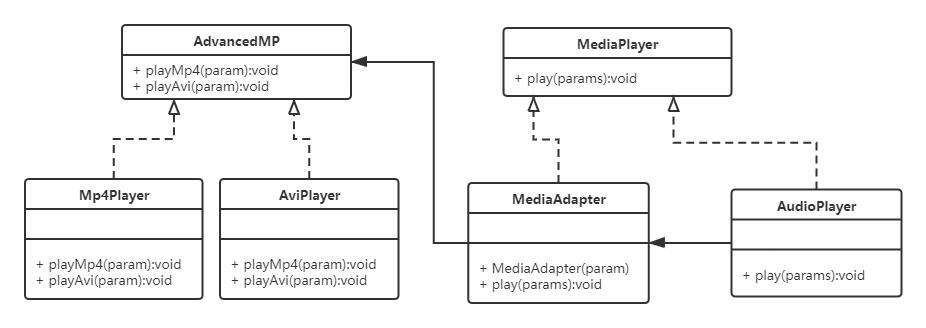 AdvancedMP
+ playMp4(param):void
+ playAvi(param):void
MediaPlayer
+ play(params):void
Mp4Player
+ playMp4(param):void
+ playAvi(param):void
AviPlayer
+ playMp4(param):void
+ playAvi(param):void
MediaAdapter
+ MediaAdapter(param)
+ play(params):void
AudioPlayer
+ play(params):void